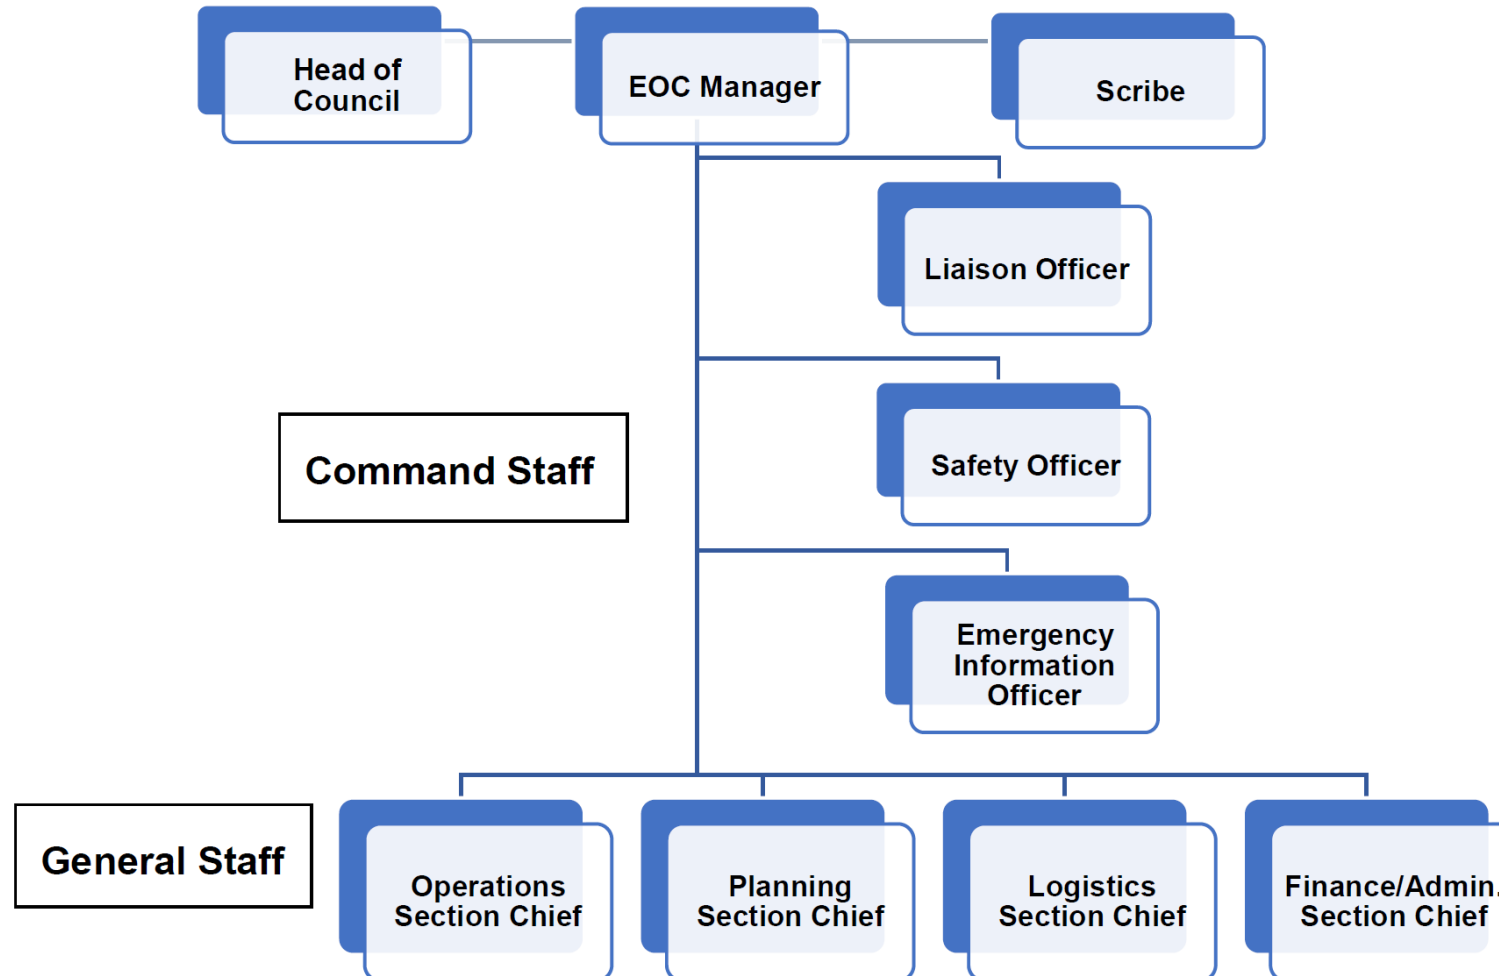 Head of
Council
EOC Manager
Scribe
Liaison Officer
Command Staff
Safety Officer
Emergency
Information
Officer
General Staff
Operations
Section Chief
Planning
Section Chief
Logistics
Section Chief
Finance/Admin.
Section Chief